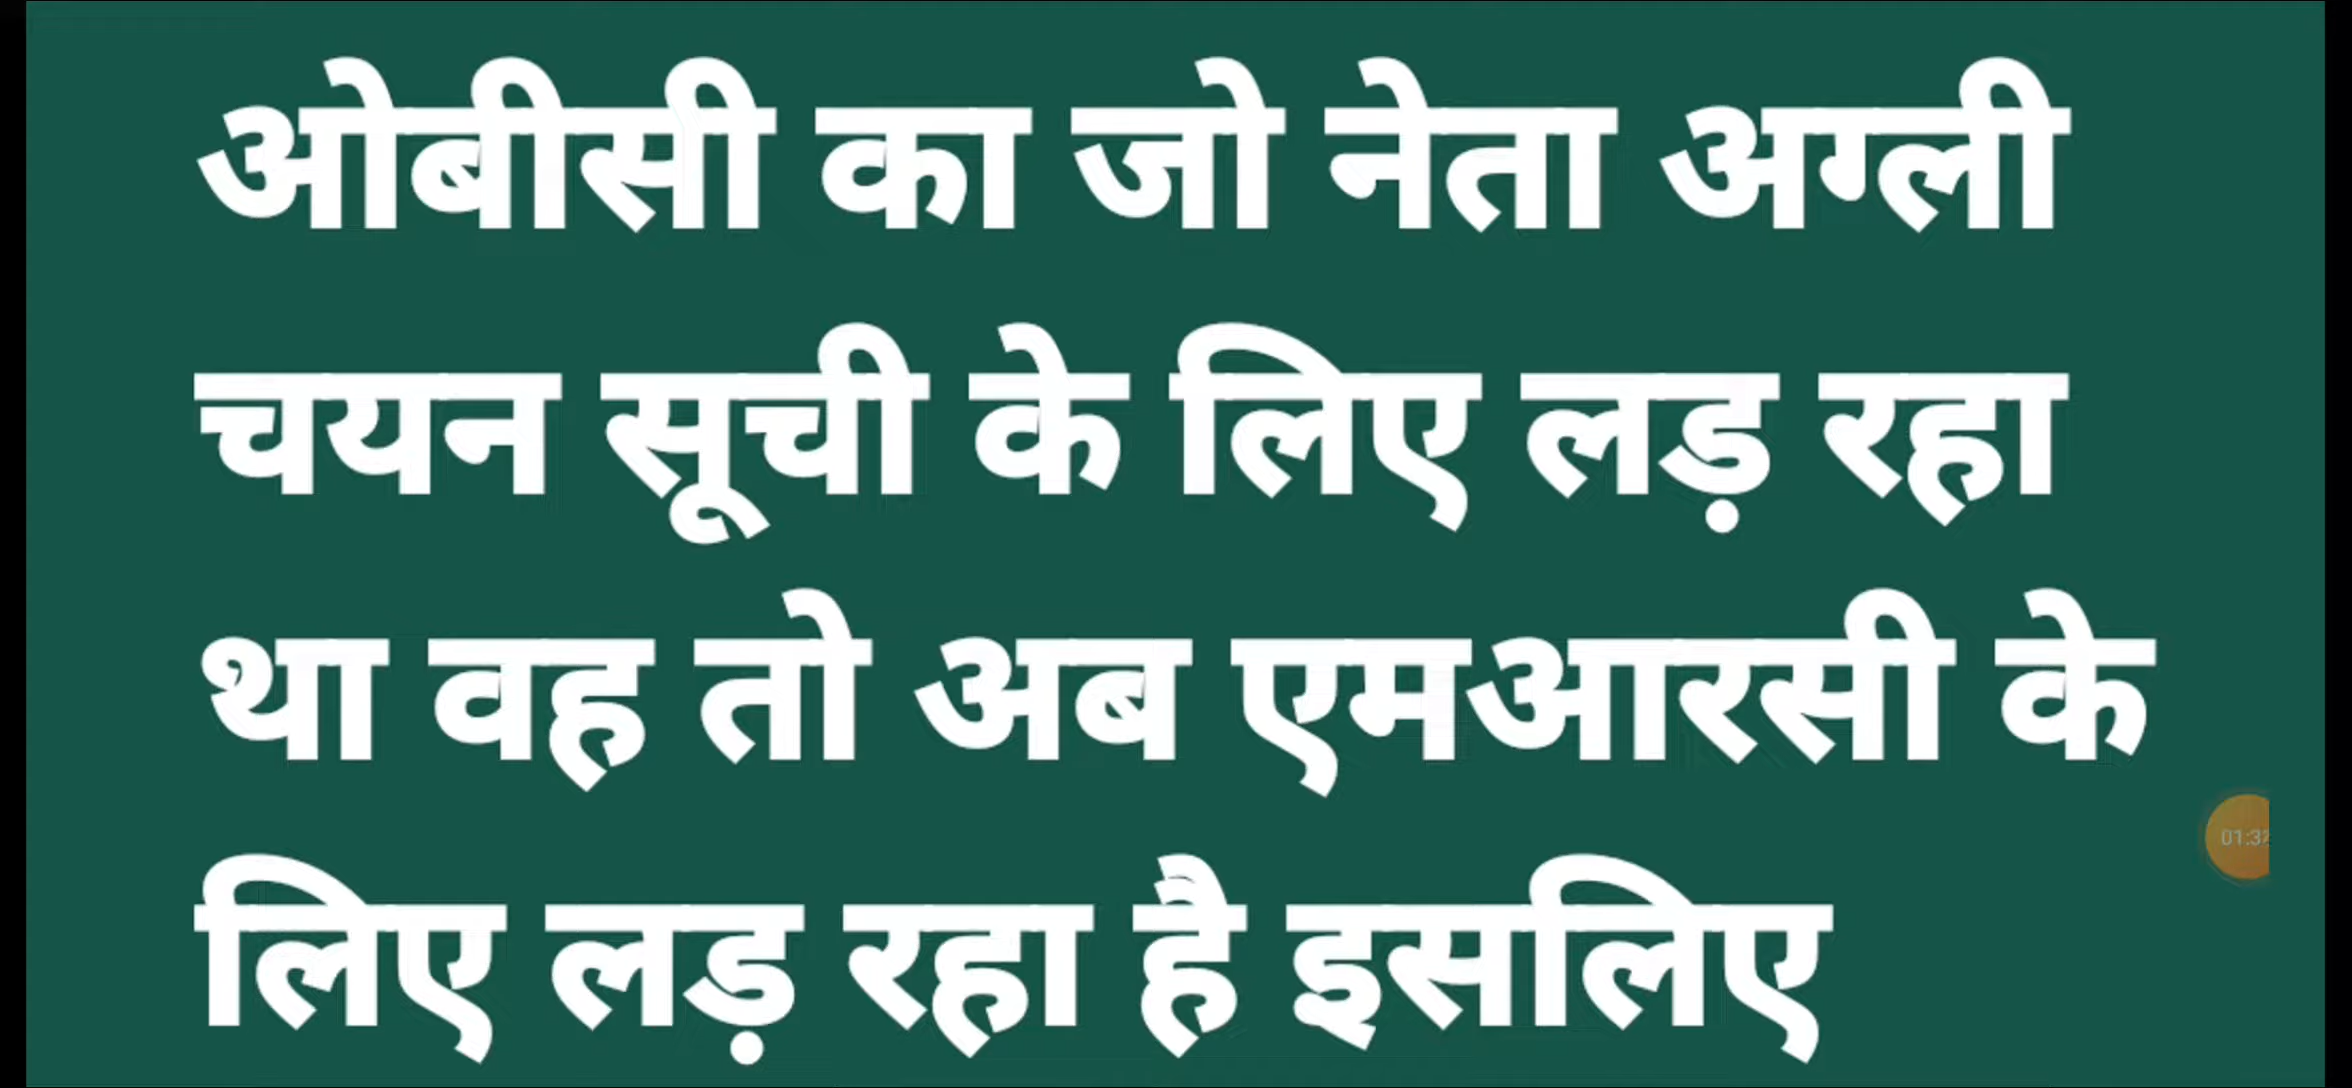 ओबीसी का जो नेता अग्ली
चयन सूची के लिए लड़ रहा
था वह तो अब एमआरसी के
लिए लड़ रहा है इसलिए